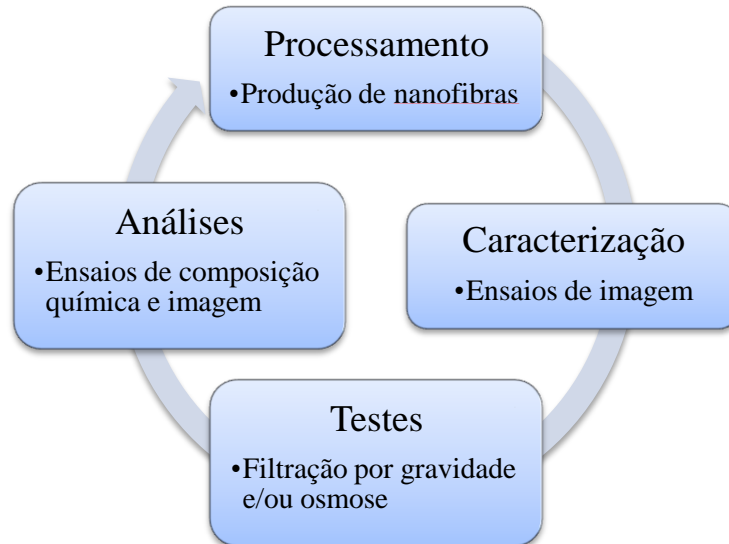 Processamento
•Produção de nanofibras
Caracterização
•Ensaios de imagem
Testes
•Filtração por gravidade
e/ou osmose
Análises
•Ensaios de composição
química e imagem